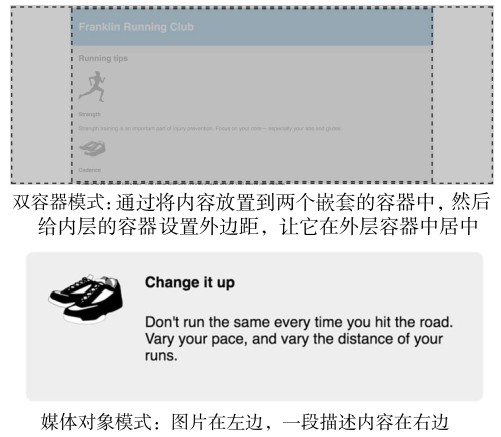 Franklin Running Club
Running tips
Strength
Strength training is an important part of injury prevention. Focus on your core— especially your abs and glutes.
Cadence
双容器模式：通过将内容放置到两个嵌套的容器中，然后
给内层的容器设置外边距，让它在外层容器中居中
Change it up
Don't run the same every time you hit the road.
Vary your pace, and vary the distance of your
runs.
媒体对象模式：图片在左边，一段描述内容在右边